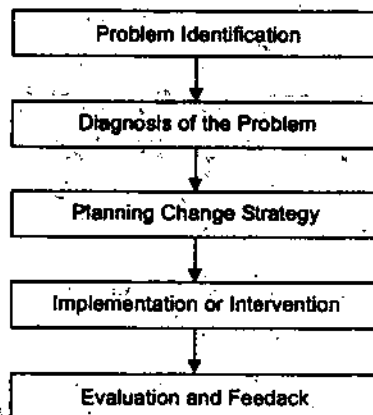 Problem Identification
Diagnosis of the Problem
Planning Change Strategy
Implementation or Intervention
Evaluation and Feedack